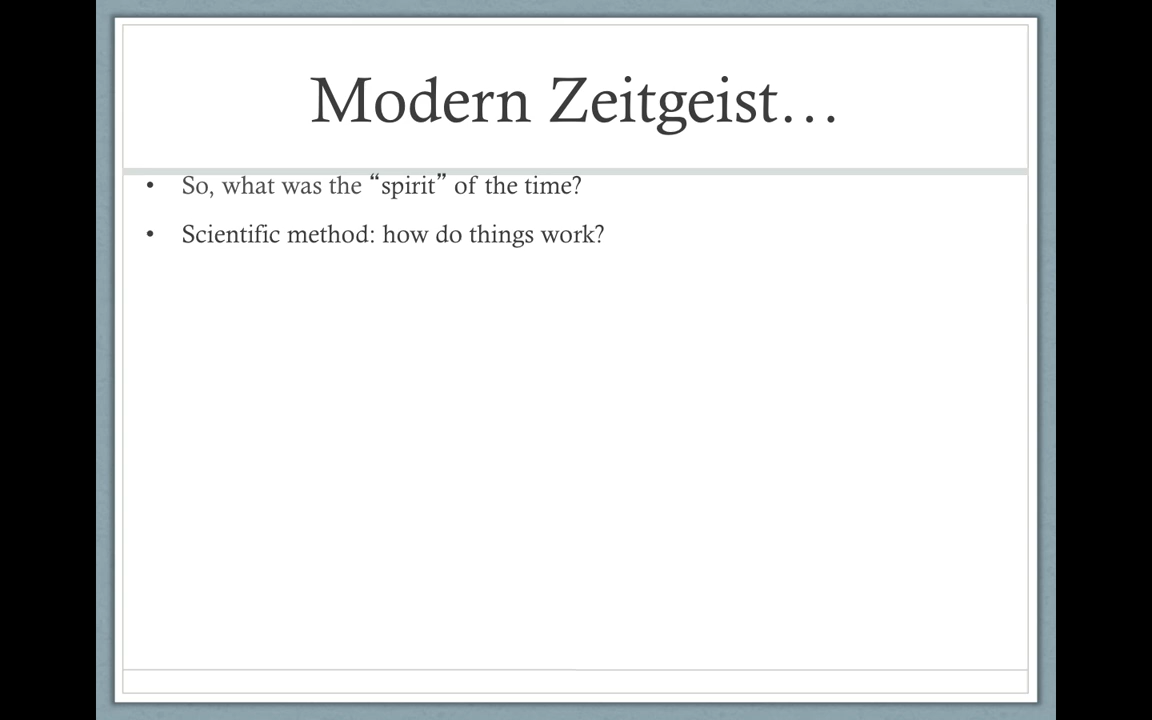 Modern Zeitgeist…
• So, what was the “spirit” of the time?
• Scientific method: how do things work?